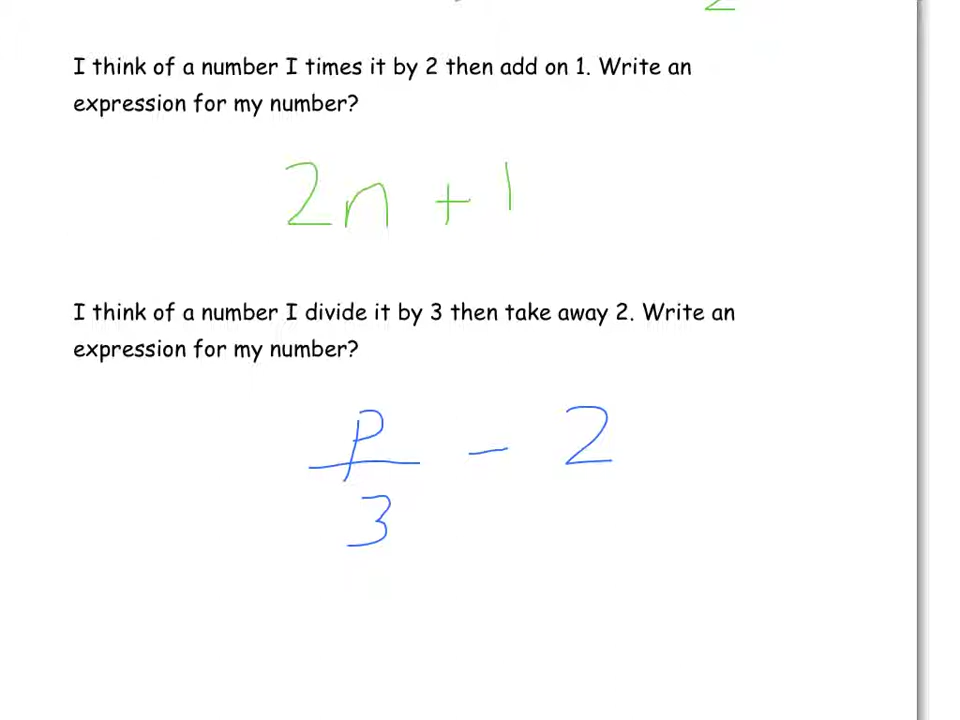 2
I think of a number I times it by 2 then add on 1. Write an
expression for my number?
2n + 1
I think of a number I divide it by 3 then take away 2. Write an
expression for my number?
p/3 - 2